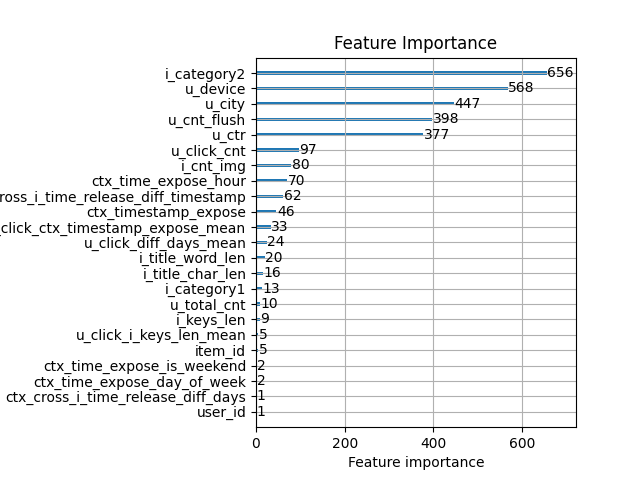 Feature Importance
i_category2 656
u_device 568
u_city 447
u_cnt_flush 398
u_ctr 377
u_click_cnt 97
i_cnt_img 80
ctx_time_expose_hour 70
ross_i_time_release_diff_timestamp 62
ctx_timestamp_expose 46
_click_ctx_timestamp_expose_mean 33
u_click_diff_days_mean 24
i_title_word_len 20
i_title_char_len 16
i_category1 13
u_total_cnt 10
i_keys_len 9
u_click_i_keys_len_mean 5
item_id 5
ctx_time_expose_is_weekend 2
ctx_time_expose_day_of_week 2
ctx_cross_i_time_release_diff_days 1
user_id 1
0 200 400 600
Feature importance